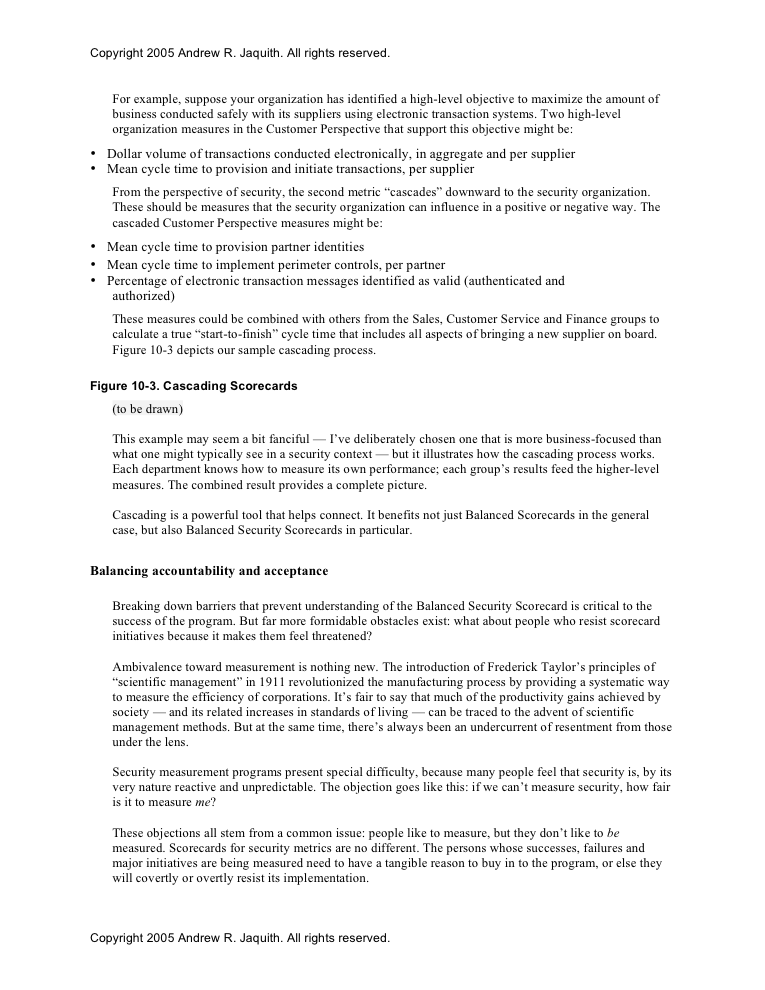 Copyright 2005 Andrew R. Jaquith. All rights reserved.
For example, suppose your organization has identified a high-level objective to maximize the amount of
business conducted safely with its suppliers using electronic transaction systems. Two high-level
organization measures in the Customer Perspective that support this objective might be:
• Dollar volume of transactions conducted electronically, in aggregate and per supplier
• Mean cycle time to provision and initiate transactions, per supplier
From the perspective of security, the second metric “cascades” downward to the security organization.
These should be measures that the security organization can influence in a positive or negative way. The
cascaded Customer Perspective measures might be:
• Mean cycle time to provision partner identities
• Mean cycle time to implement perimeter controls, per partner
• Percentage of electronic transaction messages identified as valid (authenticated and
authorized)
These measures could be combined with others from the Sales, Customer Service and Finance groups to
calculate a true “start-to-finish” cycle time that includes all aspects of bringing a new supplier on board.
Figure 10-3 depicts our sample cascading process.
Figure 10-3. Cascading Scorecards
(to be drawn)
This example may seem a bit fanciful — I’ve deliberately chosen one that is more business-focused than
what one might typically see in a security context — but it illustrates how the cascading process works.
Each department knows how to measure its own performance; each group’s results feed the higher-level
measures. The combined result provides a complete picture.
Cascading is a powerful tool that helps connect. It benefits not just Balanced Scorecards in the general
case, but also Balanced Security Scorecards in particular.
Balancing accountability and acceptance
Breaking down barriers that prevent understanding of the Balanced Security Scorecard is critical to the
success of the program. But far more formidable obstacles exist: what about people who resist scorecard
initiatives because it makes them feel threatened?
Ambivalence toward measurement is nothing new. The introduction of Frederick Taylor’s principles of
“scientific management” in 1911 revolutionized the manufacturing process by providing a systematic way
to measure the efficiency of corporations. It’s fair to say that much of the productivity gains achieved by
society — and its related increases in standards of living — can be traced to the advent of scientific
management methods. But at the same time, there’s always been an undercurrent of resentment from those
under the lens.
Security measurement programs present special difficulty, because many people feel that security is, by its
very nature reactive and unpredictable. The objection goes like this: if we can’t measure security, how fair
is it to measure me?
These objections all stem from a common issue: people like to measure, but they don’t like to be
measured. Scorecards for security metrics are no different. The persons whose successes, failures and
major initiatives are being measured need to have a tangible reason to buy in to the program, or else they
will covertly or overtly resist its implementation.
Copyright 2005 Andrew R. Jaquith. All rights reserved.